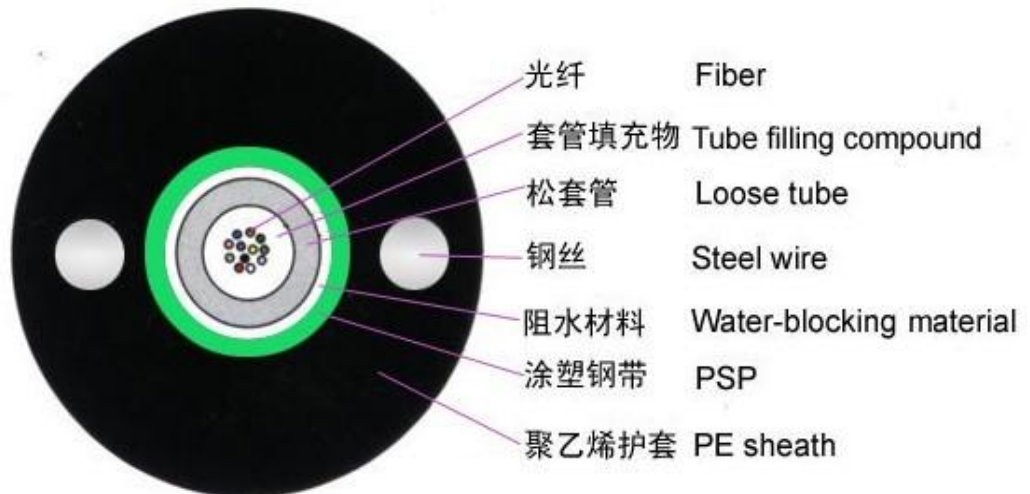 光纤 Fiber
套管填充物 Tube filling compound
松套管 Loose tube
钢丝 Steel wire
阻水材料 Water-blocking material
涂塑钢带 PSP
聚乙烯护套 PE sheath